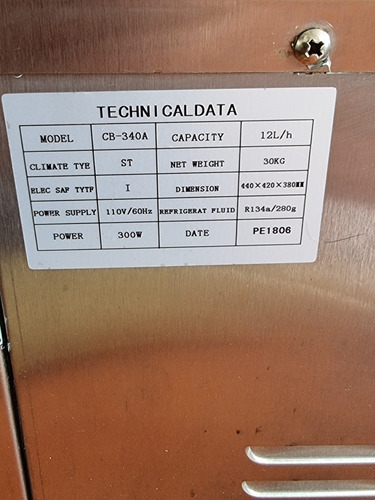 TECHNICALDATA
MODEL CB-340A CAPACITY 12L/h
CLIMATE TYE ST NET WEIGHT 30KG
ELEC SAF TYTF I DIMENSION 440×420×380MM
POWER SUPPLY 110V/60Hz REFRIGERAT FLUID R134a/280g
POWER 300W DATE PE1806